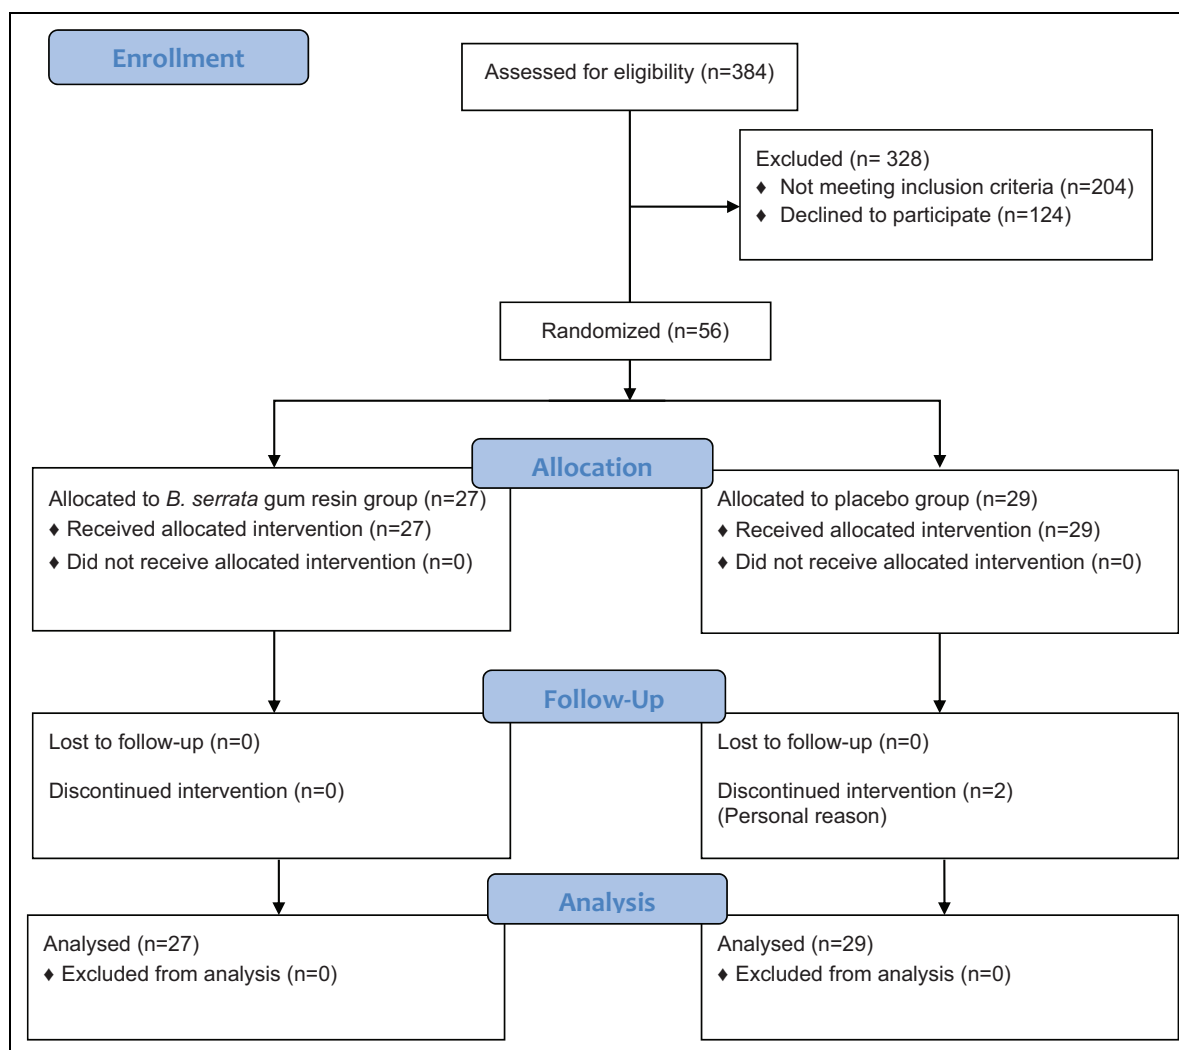 Enrollment
Assessed for eligibility (n=384)
Excluded (n= 328)
♦ Not meeting inclusion criteria (n=204)
♦ Declined to participate (n=124)
Randomized (n=56)
Allocation
Allocated to B. serrata gum resin group (n=27)
♦ Received allocated intervention (n=27)
♦ Did not receive allocated intervention (n=0)
Allocated to placebo group (n=29)
♦ Received allocated intervention (n=29)
♦ Did not receive allocated intervention (n=0)
Follow-Up
Lost to follow-up (n=0)
Discontinued intervention (n=0)
Lost to follow-up (n=0)
Discontinued intervention (n=2)
(Personal reason)
Analysis
Analysed (n=27)
♦ Excluded from analysis (n=0)
Analysed (n=29)
♦ Excluded from analysis (n=0)